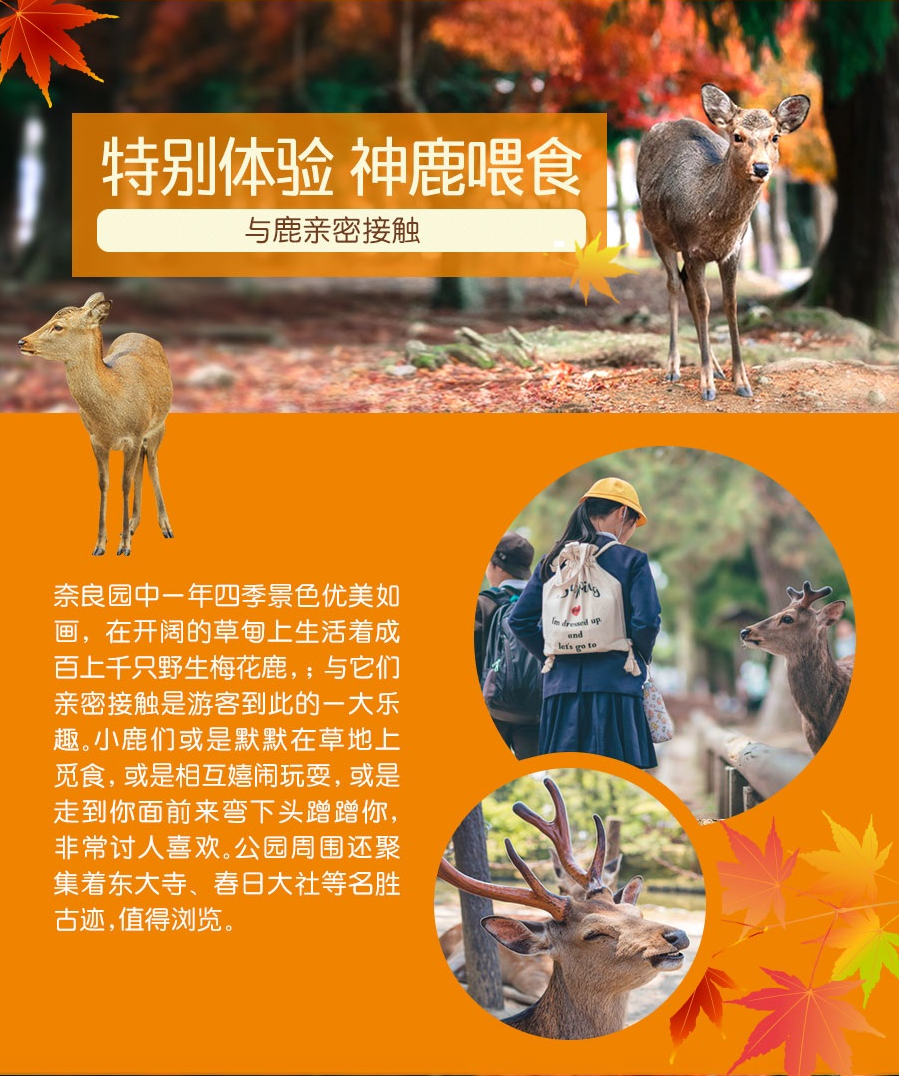 特别体验 神鹿喂食
与鹿亲密接触
奈良园中一年四季景色优美如
画，在开阔的草甸上生活着成
百上千只野生梅花鹿，；与它们
亲密接触是游客到此的一大乐
趣。小鹿们或是默默在草地上
觅食，或是相互嬉闹玩耍，或是
走到你面前来弯下头蹭蹭你，
非常讨人喜欢。公园周围还聚
集着东大寺、春日大社等名胜
古迹，值得浏览。
I'm dressed up
and
let's go to